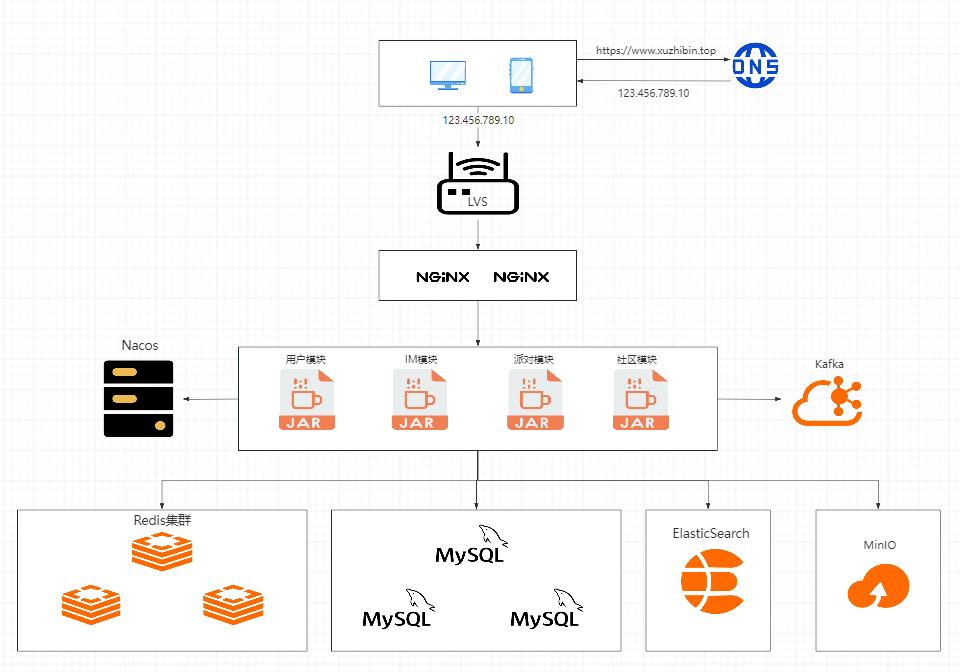 https://www.xuzhibin.top
DNS
123.456.789.10
123.456.789.10
LVS
NGiNX NGiNX
Nacos
用户模块 IM模块 派对模块 社区模块
Kafka
JAR JAR JAR JAR
Redis集群
MySQL
MySQL MySQL
ElasticSearch
MinIO